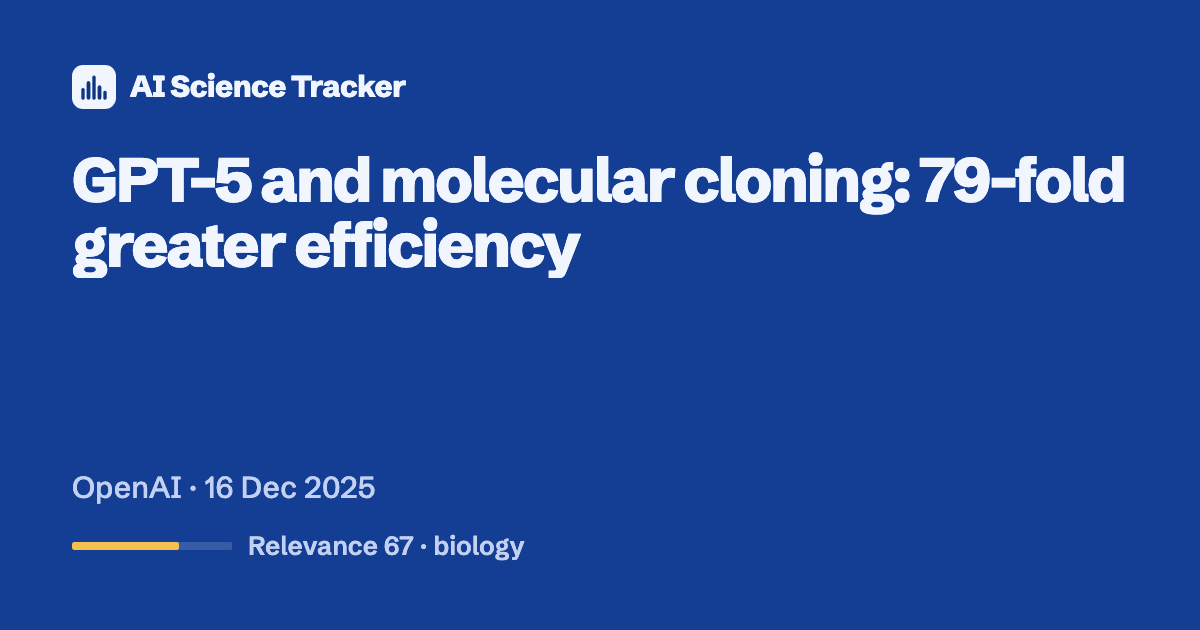 AI Science Tracker
GPT-5 and molecular cloning: 79-fold
greater efficiency
OpenAI · 16 Dec 2025
Relevance 67 · biology